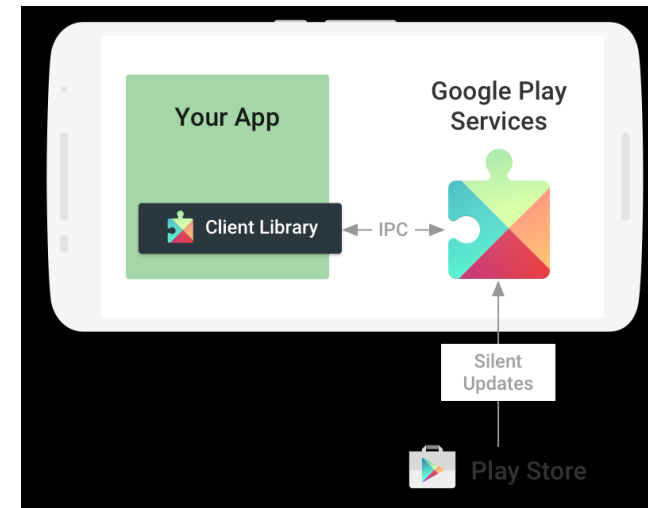 Your App
Google Play
Services
Client Library
IPC
Silent
Updates
Play Store